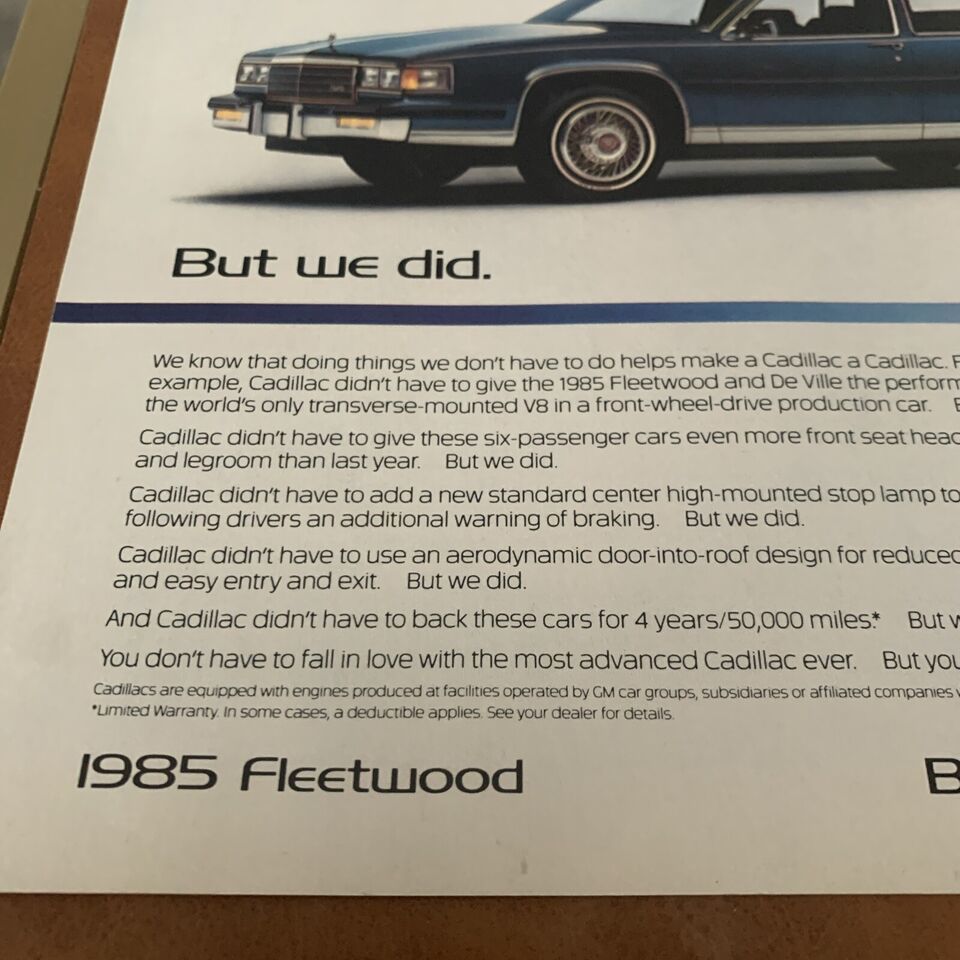 But we did.
We know that doing things we don't have to do helps make a Cadillac a Cadillac.
example, Cadillac didn't have to give the 1985 Fleetwood and De Ville the perform
the world's only transverse-mounted V8 in a front-wheel-drive production car.
Cadillac didn't have to give these six-passenger cars even more front seat head
and legroom than last year. But we did.
Cadillac didn't have to add a new standard center high-mounted stop lamp to
following drivers an additional warning of braking. But we did.
Cadillac didn't have to use an aerodynamic door-into-roof design for reduced
and easy entry and exit. But we did.
And Cadillac didn't have to back these cars for 4 years/50,000 miles.* But w
You don't have to fall in love with the most advanced Cadillac ever. But you
Cadillacs are equipped with engines produced at facilities operated by GM car groups, subsidiaries or affiliated companies
*Limited Warranty. In some cases, a deductible applies. See your dealer for details.
1985 Fleetwood B